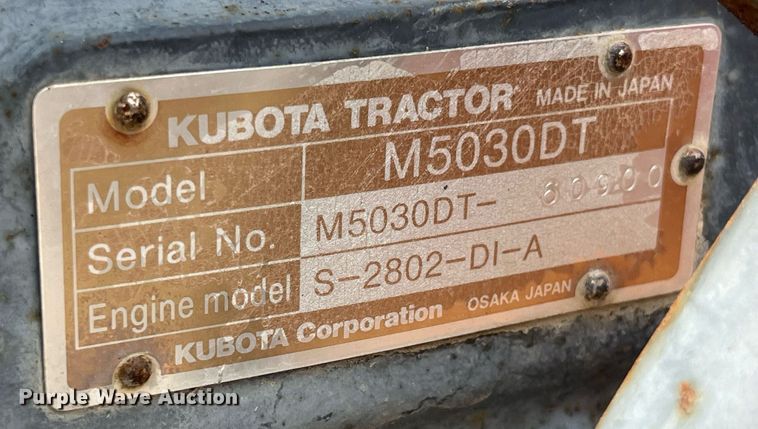 KUBOTA TRACTOR MADE IN JAPAN
Model M5030DT
Serial No. M5030DT- 60900
Engine model S-2802-DI-A
KUBOTA Corporation OSAKA JAPAN
Purple Wave Auction